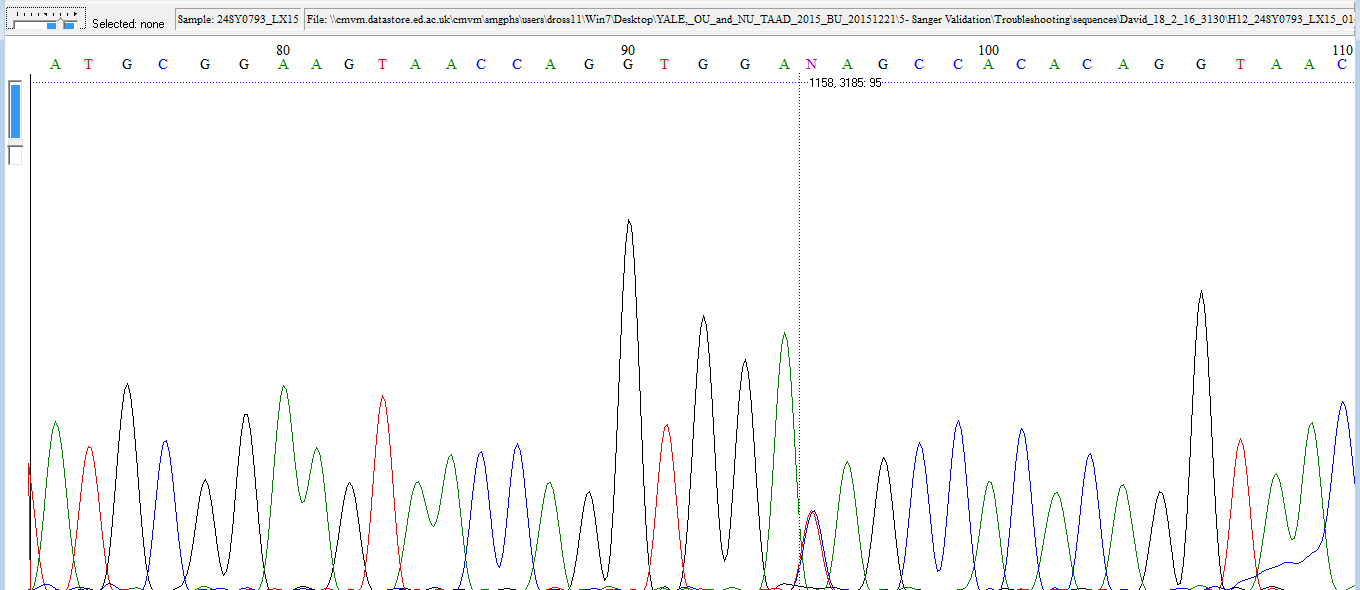 Selected: none Sample: 24SY0793_LX15 File: \\cmvm.datastore.ed.ac.uk\cmvm\smgphs\users\dross11\Win7\Desktop\YALE,_OU_and_NU_TAAD_2015_BU_20151221\5- Sanger Validation\Troubleshooting\sequences\David_18_2_16_3130\H12_24SY0793_LX15_01
80 90 100 110
A T G C G G A A G T A A C C A G G T G G A N A G C C A C A C A G G T A A C
1158, 3185: 95